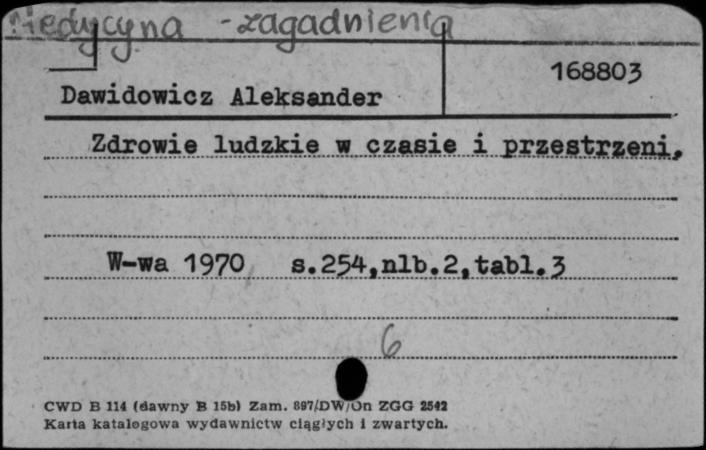 Medycyna - zagadnienia
168803
Dawidowicz Aleksander
Zdrowie ludzkie w czasie i przestrzeni.
W-wa 1970 s.254,nlb.2,tabl.3
6
CWD B 114 (dawny B 15b) Zam. 897/DW/On ZGG 2542
Karta katalogowa wydawnictw ciągłych i zwartych.